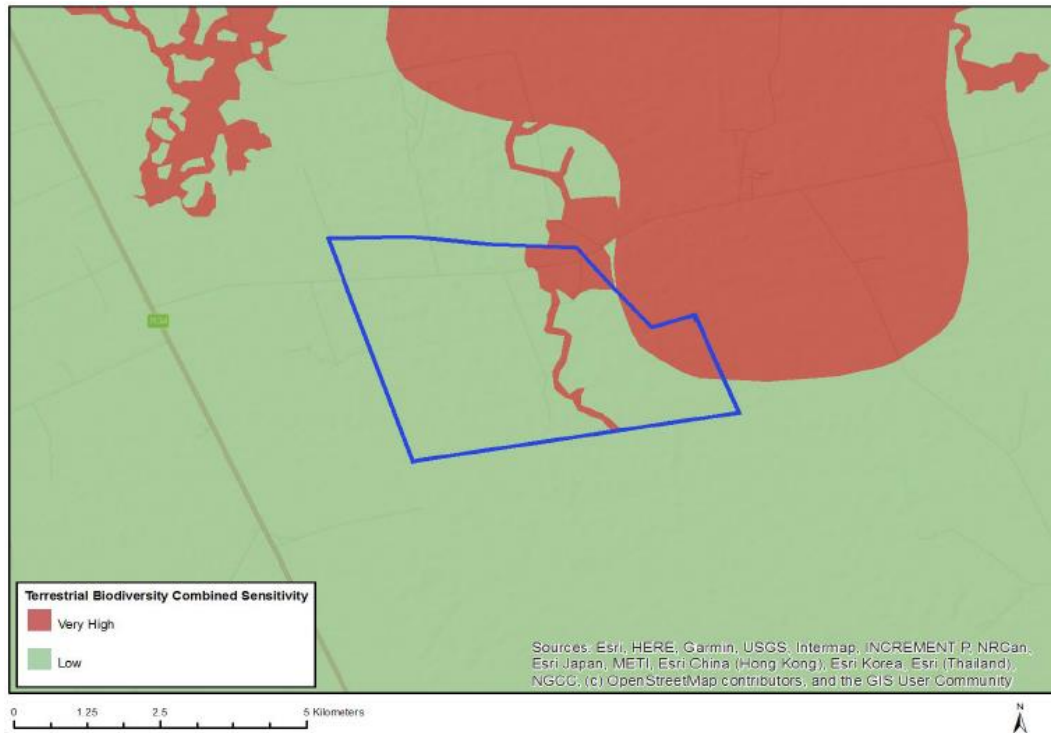 Terrestrial Biodiversity Combined Sensitivity
Very High
Low
Sources: Esri, HERE, Garmin, USGS, Intermap, INCREMENT P, NRCan,
Esri Japan, METI, Esri China (Hong Kong), Esri Korea, Esri (Thailand),
NGCC, (c) OpenStreetMap contributors, and the GIS User Community
0 1.25 2.5 5 Kilometers
N